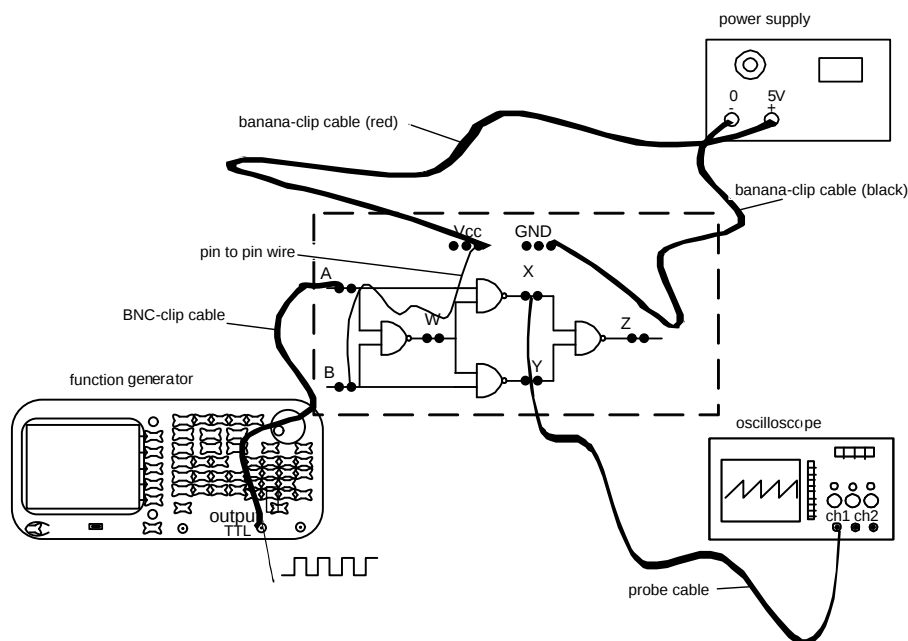 power supply
0
5V
-
+
banana-clip cable (red)
banana-clip cable (black)
Vcc
GND
pin to pin wire
A
X
BNC-clip cable
W
Z
B
Y
function generator
oscilloscope
output
TTL
ch1 ch2
probe cable